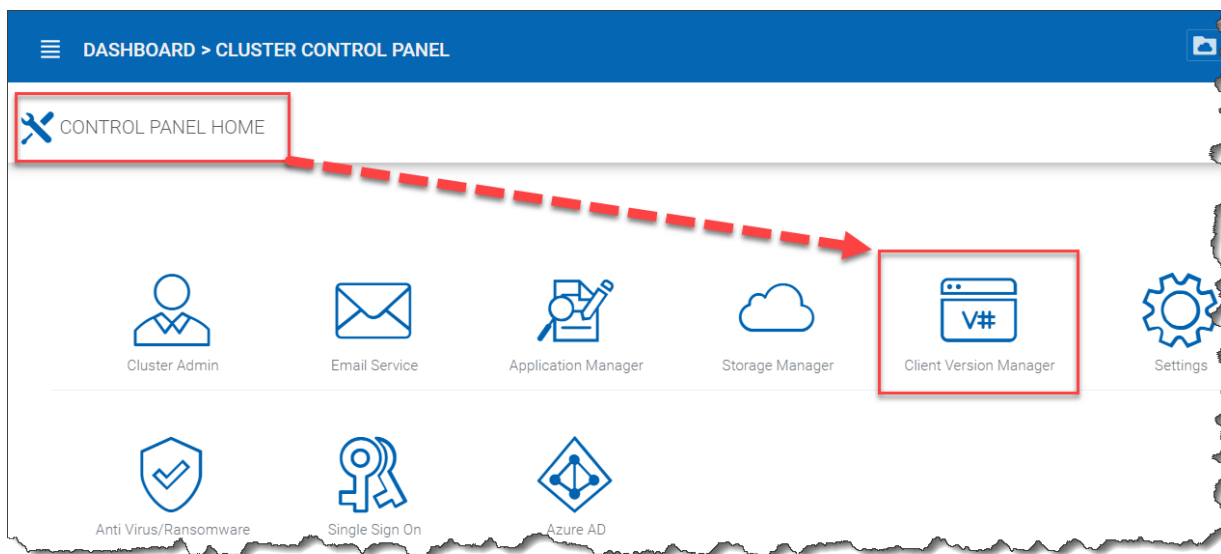 DASHBOARD > CLUSTER CONTROL PANEL
CONTROL PANEL HOME
V#
Cluster Admin
Email Service
Application Manager
Storage Manager
Client Version Manager
Settings
Anti Virus/Ransomware
Single Sign On
Azure AD